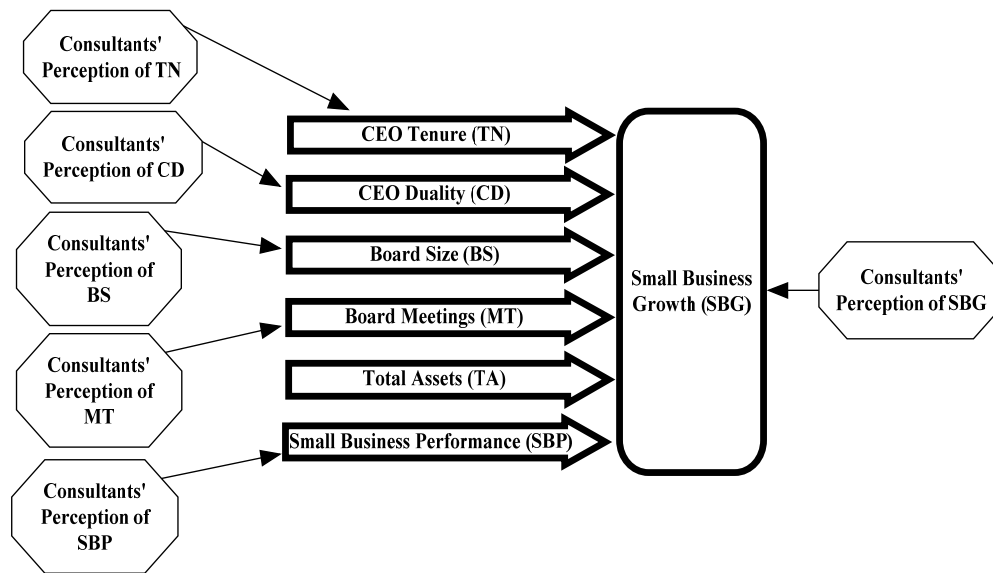 Consultants'
Perception of TN
Consultants'
Perception of CD
Consultants'
Perception of
BS
Consultants'
Perception of
MT
Consultants'
Perception of
SBP
CEO Tenure (TN)
CEO Duality (CD)
Board Size (BS)
Board Meetings (MT)
Total Assets (TA)
Small Business Performance (SBP)
Small Business
Growth (SBG)
Consultants'
Perception of SBG